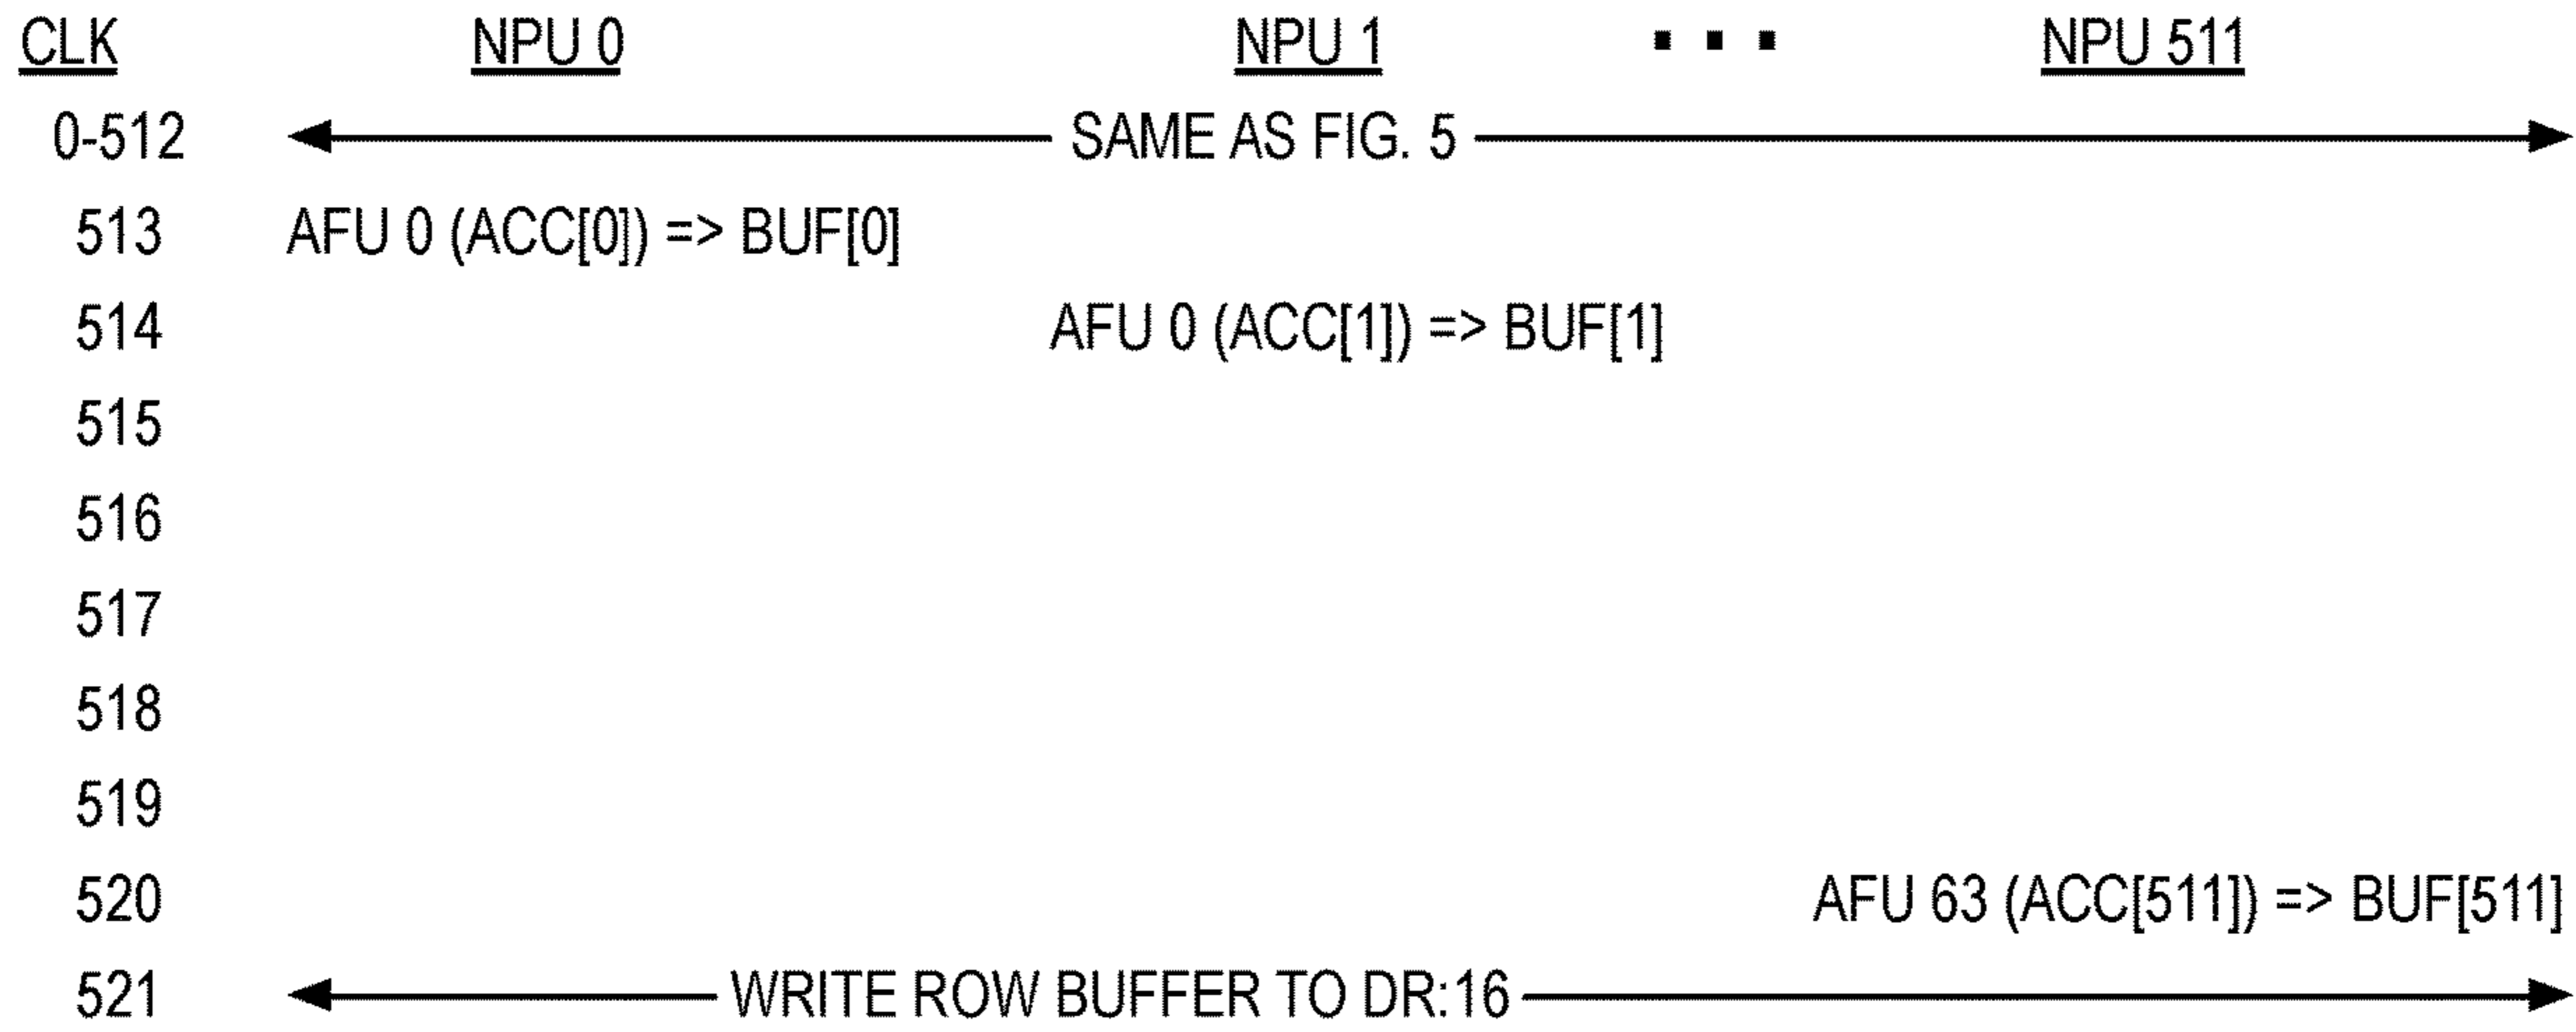 CLK NPU 0 NPU 1 ... NPU 511
0-512 SAME AS FIG. 5
513 AFU 0 (ACC[0]) => BUF[0]
514 AFU 0 (ACC[1]) => BUF[1]
515
516
517
518
519
520 AFU 63 (ACC[511]) => BUF[511]
521 WRITE ROW BUFFER TO DR:16